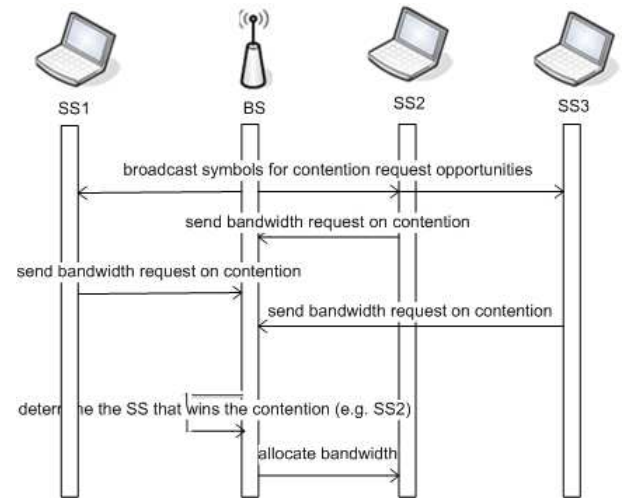 SS1
BS
SS2
SS3
broadcast symbols for contention request opportunities
send bandwidth request on contention
send bandwidth request on contention
send bandwidth request on contention
determine the SS that wins the contention (e.g. SS2)
allocate bandwidth